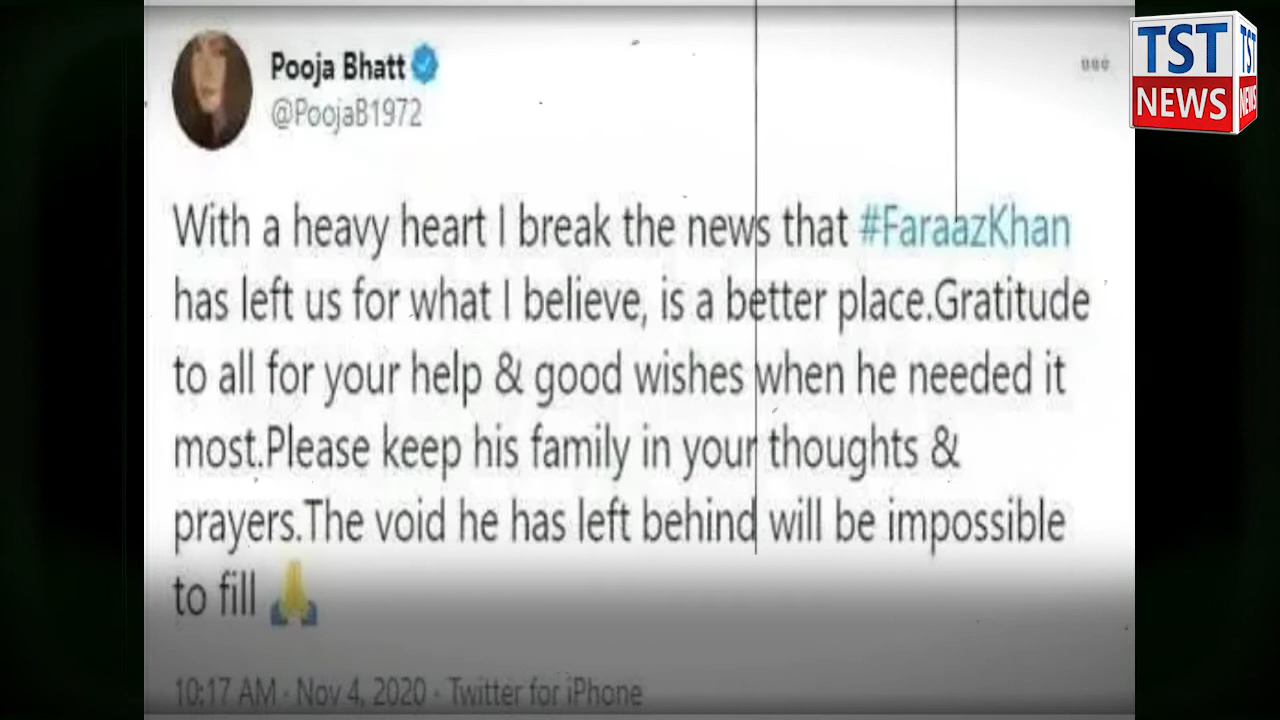 Pooja Bhatt
@PoojaB1972
TST
NEWS
TST
NEWS
With a heavy heart I break the news that #FaraazKhan
has left us for what I believe, is a better place.Gratitude
to all for your help & good wishes when he needed it
most.Please keep his family in your thoughts &
prayers.The void he has left behind will be impossible
to fill 🙏
10:17 AM · Nov 4, 2020 · Twitter for iPhone